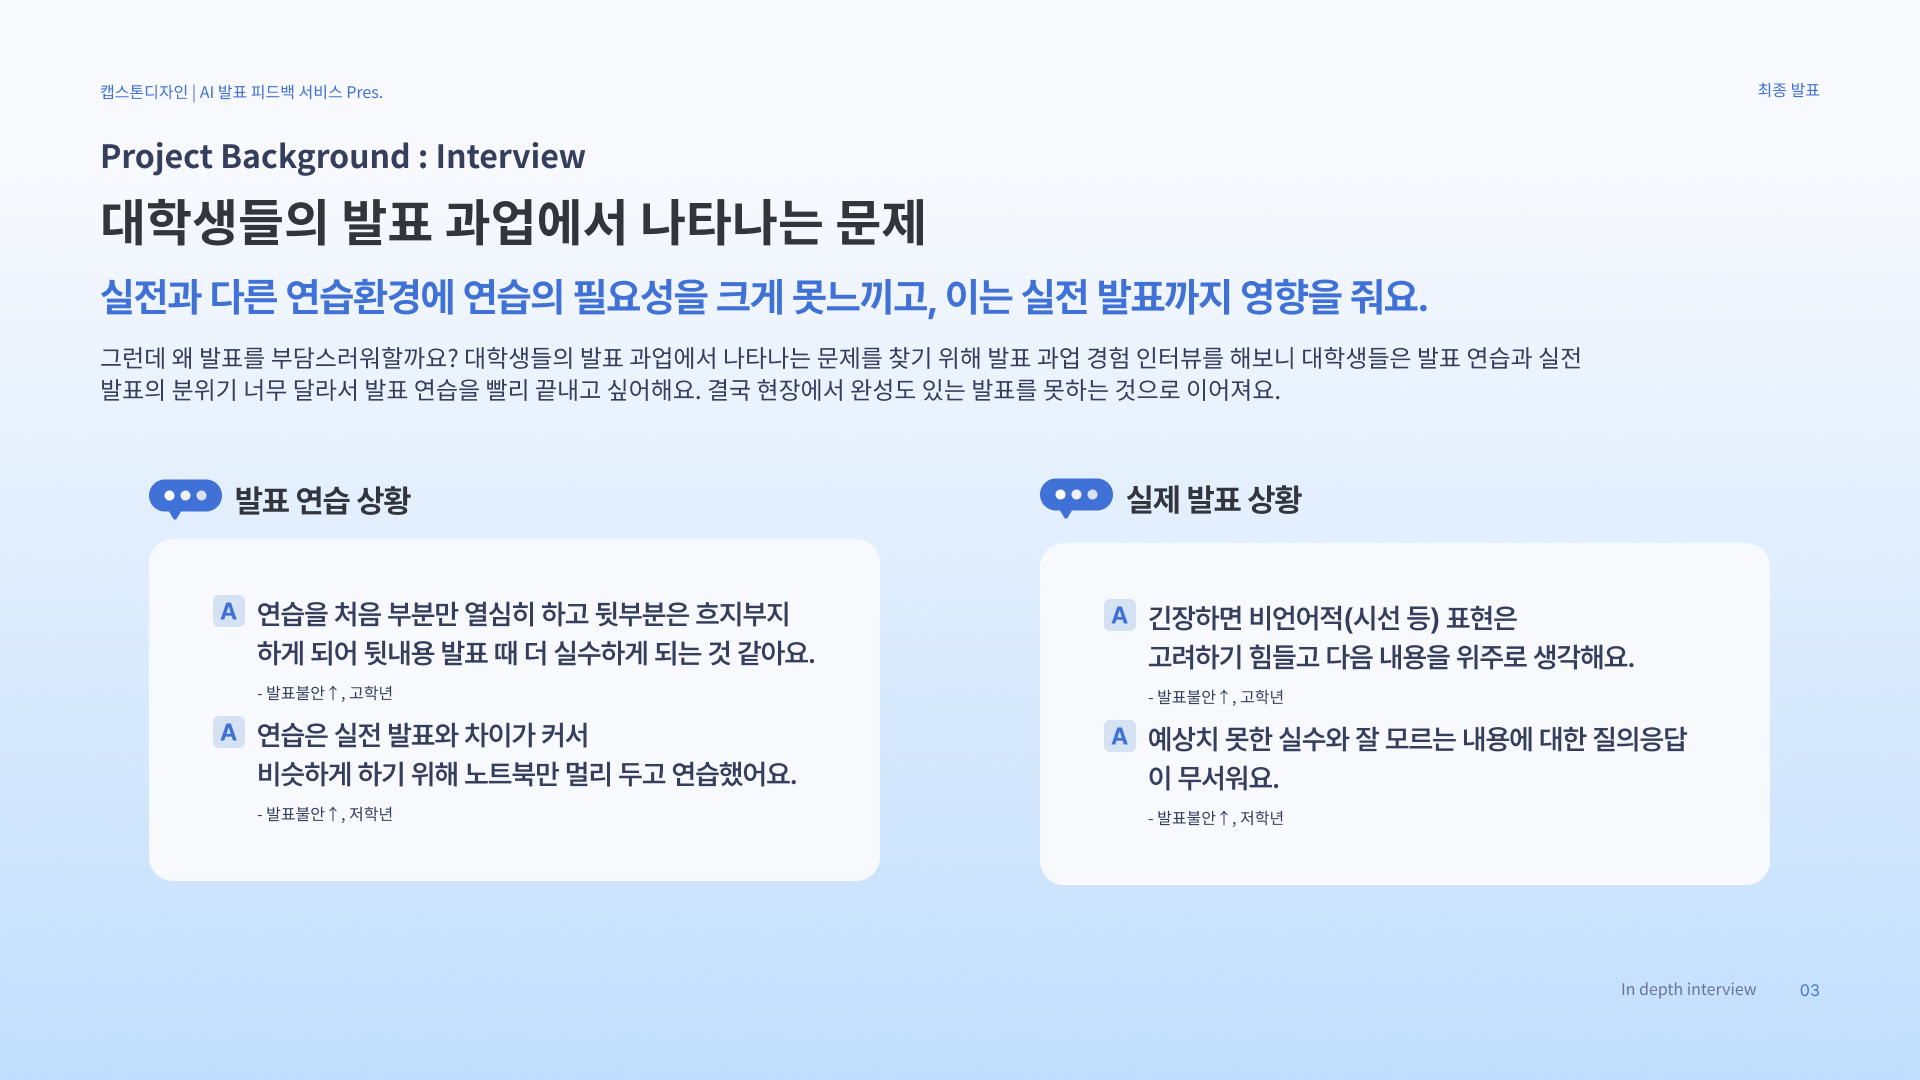 캡스톤디자인 | AI 발표 피드백 서비스 Pres.
최종 발표
Project Background : Interview
대학생들의 발표 과업에서 나타나는 문제
실전과 다른 연습환경에 연습의 필요성을 크게 못느끼고, 이는 실전 발표까지 영향을 줘요.
그런데 왜 발표를 부담스러워할까요? 대학생들의 발표 과업에서 나타나는 문제를 찾기 위해 발표 과업 경험 인터뷰를 해보니 대학생들은 발표 연습과 실전
발표의 분위기 너무 달라서 발표 연습을 빨리 끝내고 싶어해요. 결국 현장에서 완성도 있는 발표를 못하는 것으로 이어져요.
발표 연습 상황
A 연습을 처음 부분만 열심히 하고 뒷부분은 흐지부지
하게 되어 뒷내용 발표 때 더 실수하게 되는 것 같아요.
- 발표불안↑, 고학년
A 연습은 실전 발표와 차이가 커서
비슷하게 하기 위해 노트북만 멀리 두고 연습했어요.
- 발표불안↑, 저학년
실제 발표 상황
A 긴장하면 비언어적(시선 등) 표현은
고려하기 힘들고 다음 내용을 위주로 생각해요.
- 발표불안↑, 고학년
A 예상치 못한 실수와 잘 모르는 내용에 대한 질의응답
이 무서워요.
- 발표불안↑, 저학년
In depth interview 03